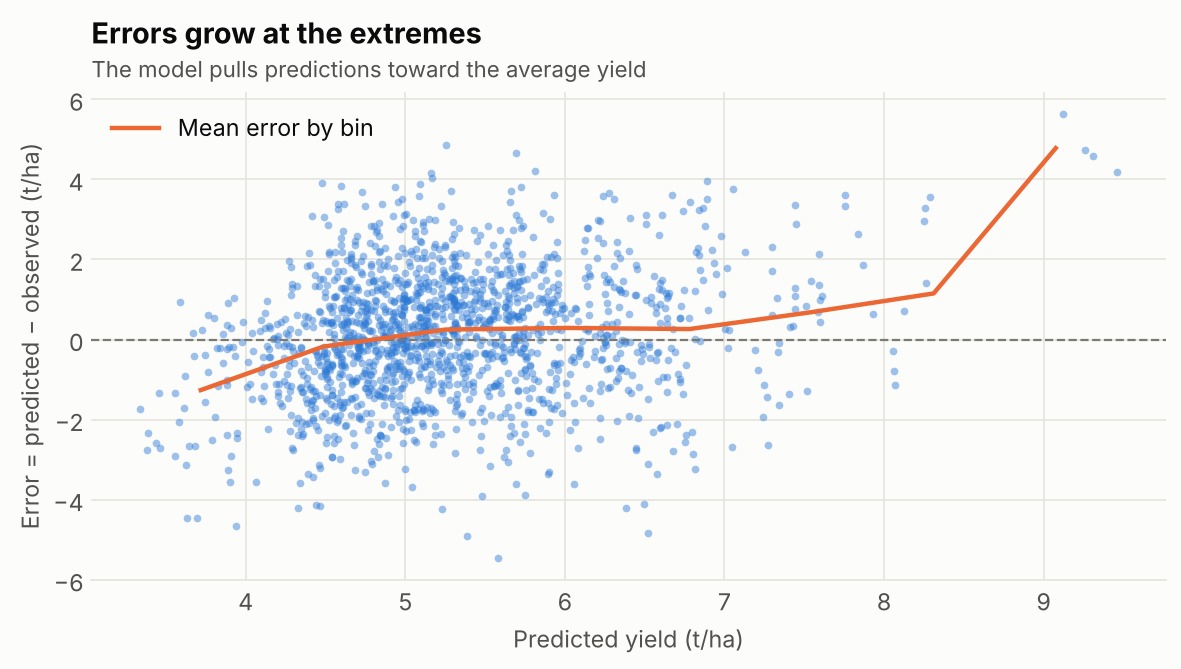 Errors grow at the extremes
The model pulls predictions toward the average yield
Mean error by bin
Error = predicted − observed (t/ha)
6
4
2
0
−2
−4
−6
4 5 6 7 8 9
Predicted yield (t/ha)